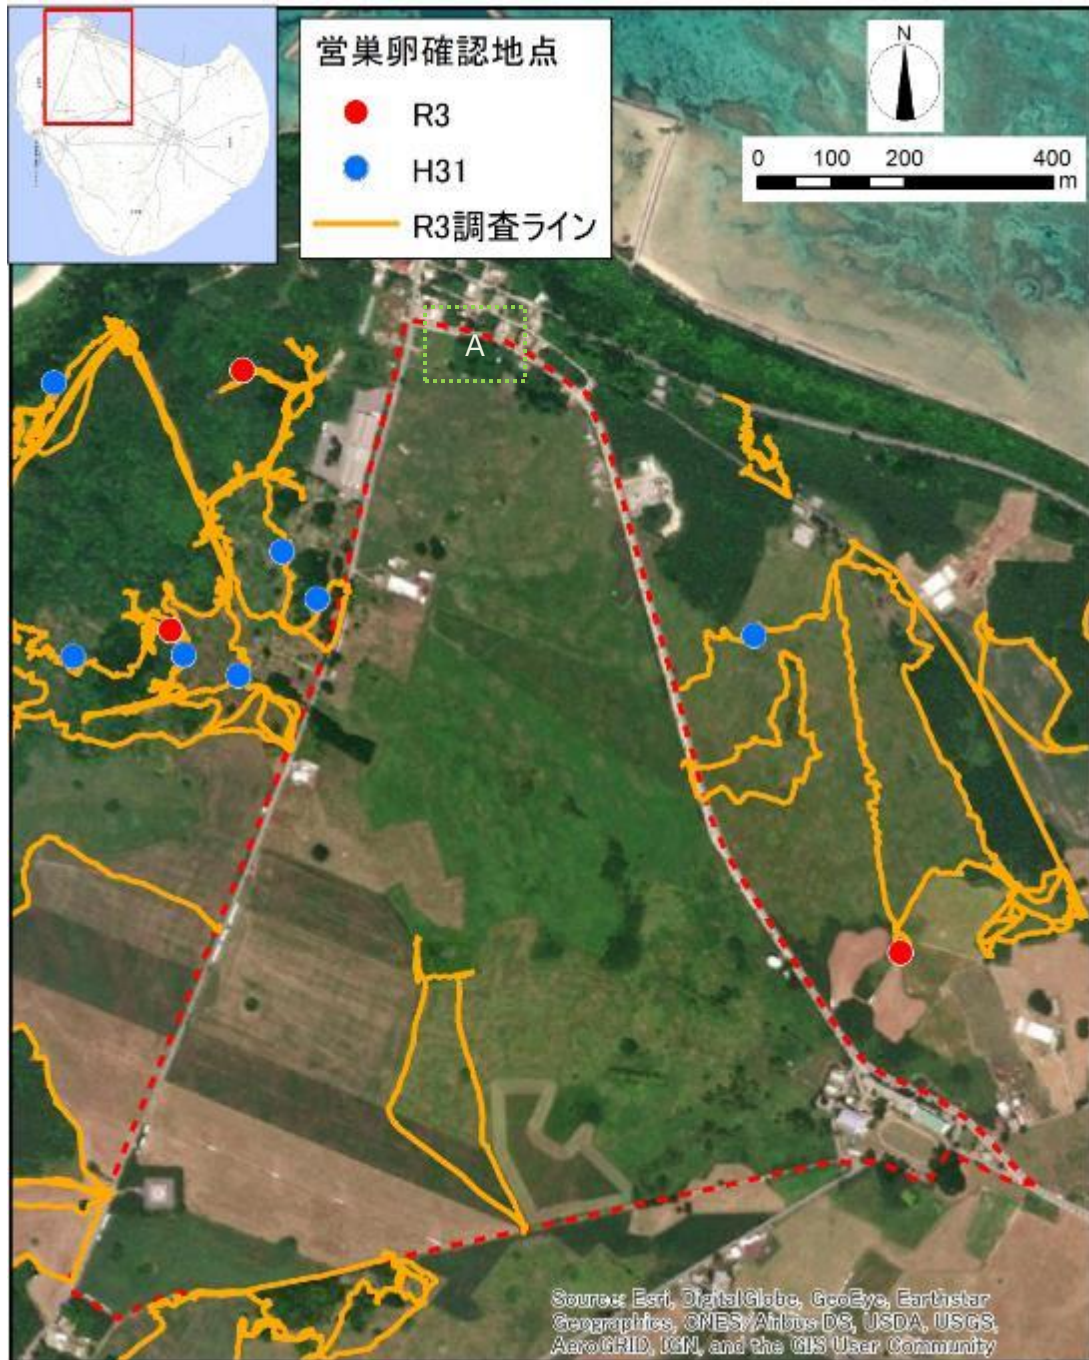 営巣卵確認地点
R3
H31
R3調査ライン
N
0 100 200 400
m
A
Source: Esri, DigitalGlobe, GeoEye, Earthstar
Geographics, CNES/Airbus DS, USDA, USGS,
AeroGRID, IGN, and the GIS User Community